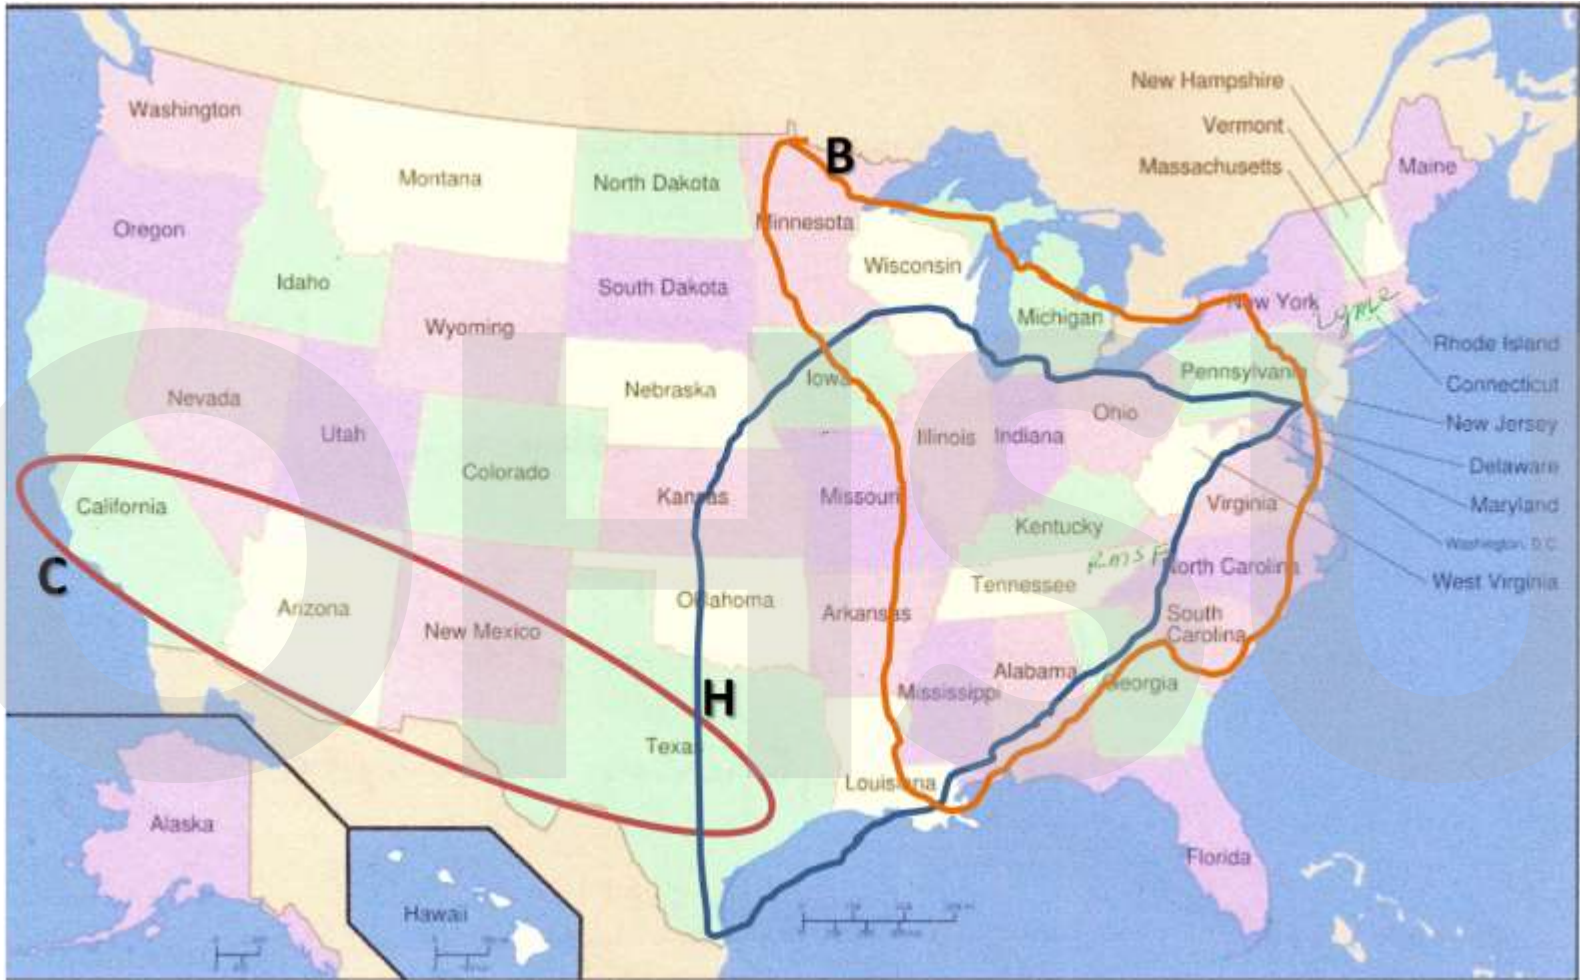 New Hampshire
Washington
Vermont
B
Montana
North Dakota
Massachusetts
Maine
Oregon
Minnesota
Wisconsin
Idaho
South Dakota
New York
Lyme
Wyoming
Michigan
Rhode Island
Nevada
Nebraska
Iowa
Pennsylvania
Connecticut
Utah
Ohio
New Jersey
Colorado
Illinois
Indiana
Delaware
California
Kansas
Missouri
Kentucky
Virginia
Maryland
Washington, D.C.
C
RMSF
North Carolina
West Virginia
Arizona
Oklahoma
Arkansas
Tennessee
New Mexico
South
Carolina
H
Mississippi
Alabama
Georgia
Texas
Louisiana
Alaska
Florida
Hawaii
OHSU